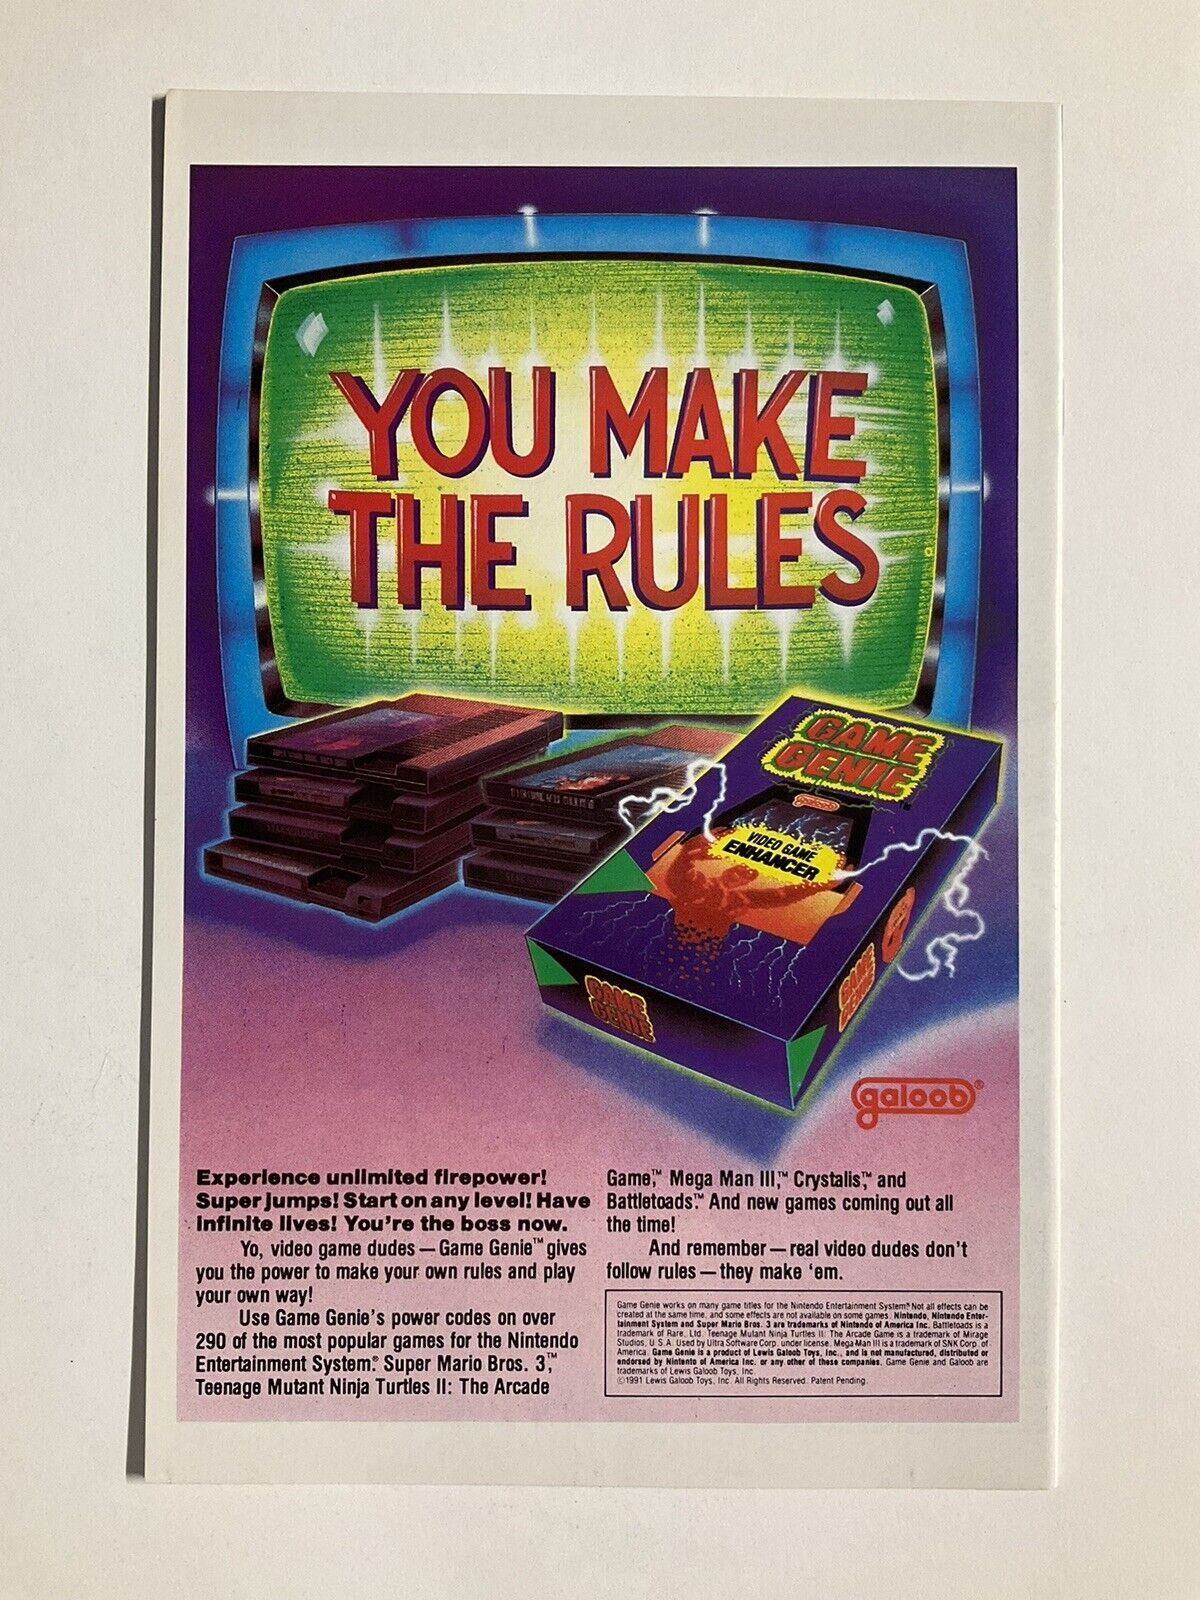 YOU MAKE
THE RULES
GAME
GENIE
galoob
VIDEO GAME
ENHANCER
GAME
GENIE
GAME
GENIE
galoob®
Experience unlimited firepower!
Super jumps! Start on any level! Have
infinite lives! You're the boss now.
Yo, video game dudes — Game Genie™ gives
you the power to make your own rules and play
your own way!
Use Game Genie's power codes on over
290 of the most popular games for the Nintendo
Entertainment System.® Super Mario Bros. 3,™
Teenage Mutant Ninja Turtles II: The Arcade
Game,™ Mega Man III,™ Crystalis,™ and
Battletoads.™ And new games coming out all
the time!
And remember — real video dudes don't
follow rules — they make 'em.
Game Genie works on many game titles for the Nintendo Entertainment System.® Not all effects can be
created at the same time, and some effects are not available on some games. Nintendo, Nintendo Enter-
tainment System and Super Mario Bros. 3 are trademarks of Nintendo of America Inc. Battletoads is a
trademark of Rare, Ltd. Teenage Mutant Ninja Turtles II: The Arcade Game is a trademark of Mirage
Studios, U.S.A. Used by Ultra Software Corp. under license. Mega Man III is a trademark of SNK Corp. of
America. Game Genie is a product of Lewis Galoob Toys, Inc., and is not manufactured, distributed or
endorsed by Nintento of America Inc. or any other of these companies. Game Genie and Galoob are
trademarks of Lewis Galoob Toys, Inc.
©1991 Lewis Galoob Toys, Inc. All Rights Reserved. Patent Pending.